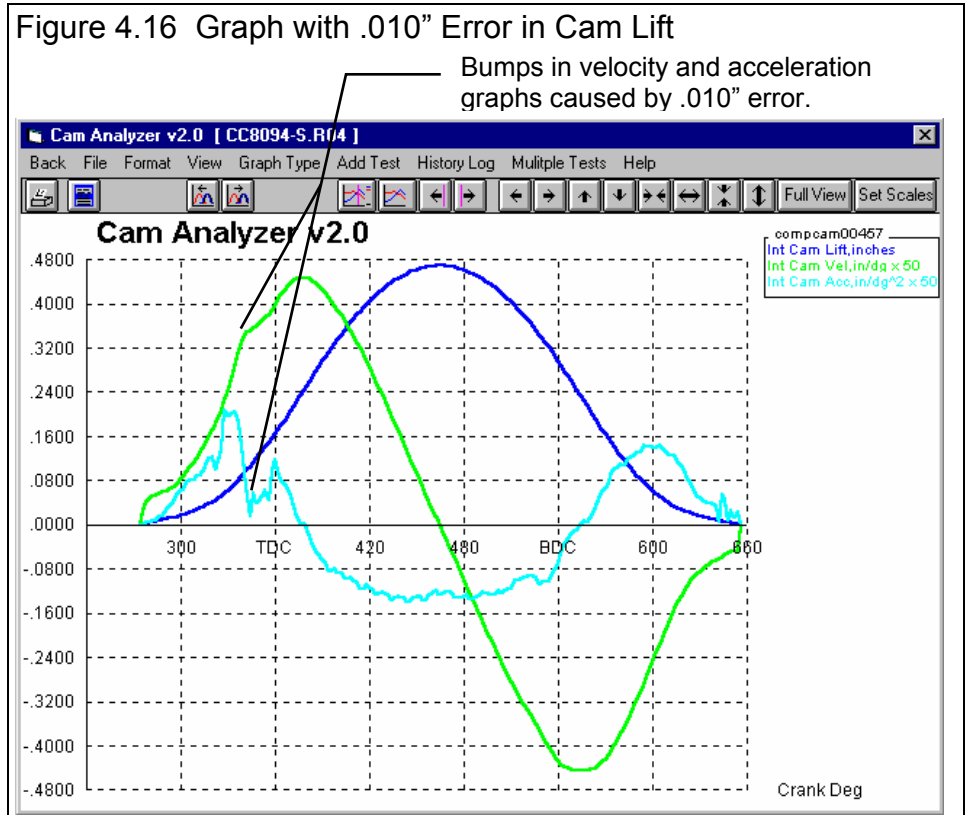 Figure 4.16  Graph with .010” Error in Cam Lift
Bumps in velocity and acceleration
graphs caused by .010” error.
Cam Analyzer v2.0  [ CC8094-S.R04 ]
Back File Format View Graph Type Add Test History Log Mulitple Tests Help
Full View Set Scales
Cam Analyzer v2.0
compcam00457
Int Cam Lift,inches
Int Cam Vel,in/dg x 50
Int Cam Acc,in/dg^2 x 50
.4800
.4000
.3200
.2400
.1600
.0800
.0000
300 TDC 420 480 BDC 600 660
-.0800
-.1600
-.2400
-.3200
-.4000
-.4800
Crank Deg